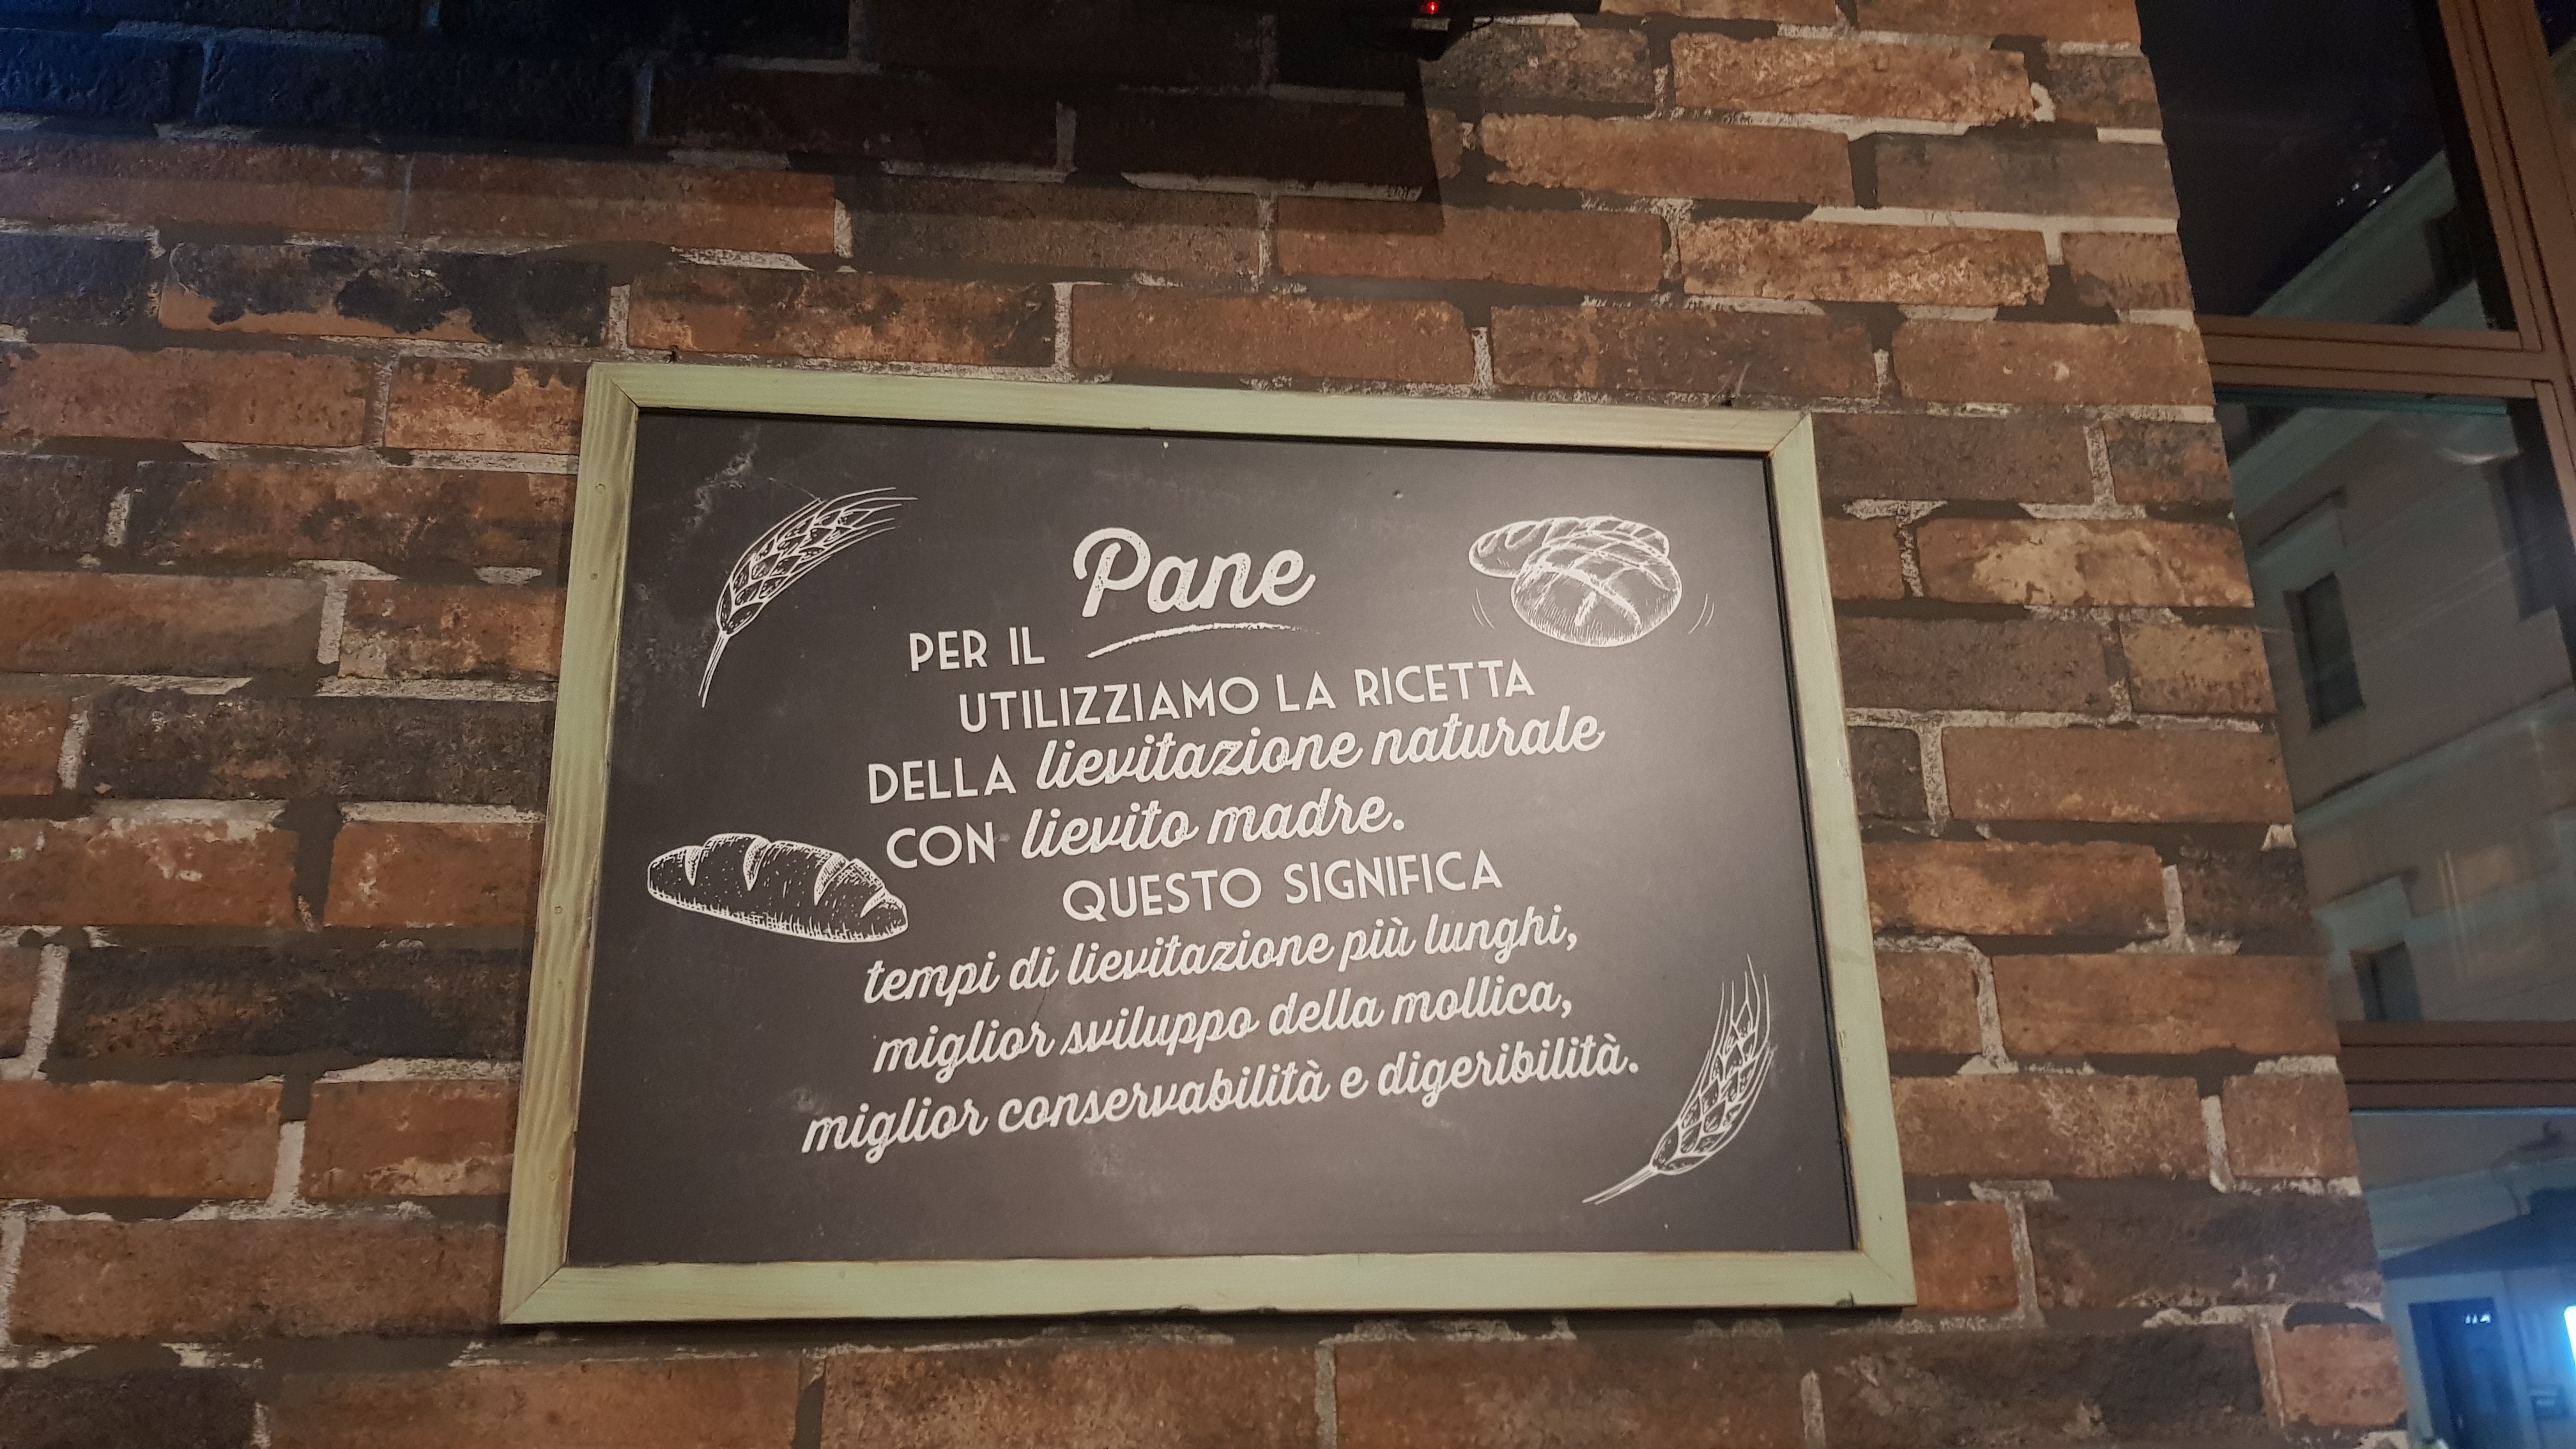 PER IL Pane
UTILIZZIAMO LA RICETTA
DELLA lievitazione naturale
CON lievito madre.
QUESTO SIGNIFICA
tempi di lievitazione più lunghi,
miglior sviluppo della mollica,
miglior conservabilità e digeribilità.